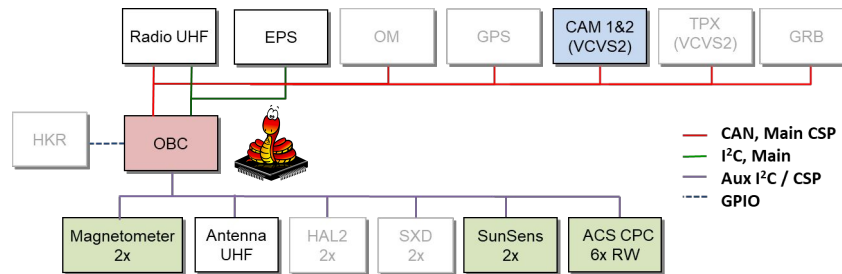 Radio UHF
EPS
OM
GPS
CAM 1&2
(VCVS2)
TPX
(VCVS2)
GRB
HKR
OBC
CAN, Main CSP
I²C, Main
Aux I²C / CSP
GPIO
Magnetometer
2x
Antenna
UHF
HAL2
2x
SXD
2x
SunSens
2x
ACS CPC
6x RW